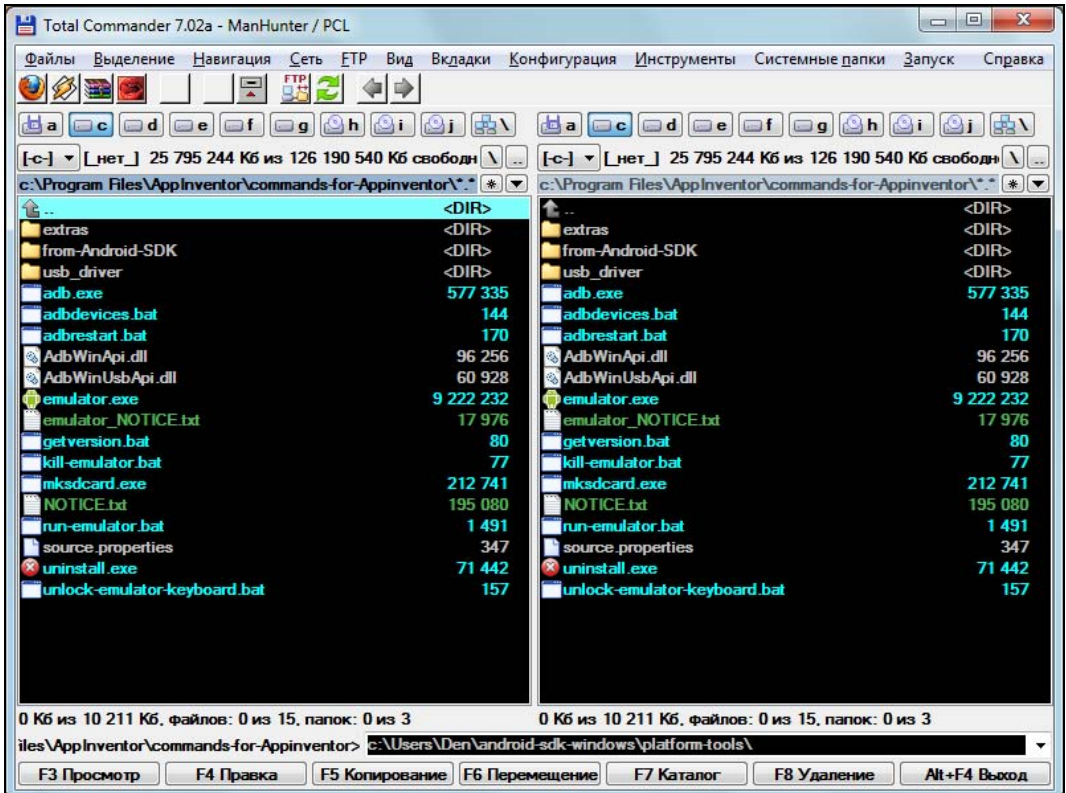 Total Commander 7.02a - ManHunter / PCL
Файлы Выделение Навигация Сеть FTP Вид Вкладки Конфигурация Инструменты Системные папки Запуск Справка
FTP
a c d e f g h i j \ a c d e f g h i j \
[-c-] [_нет_] 25 795 244 Кб из 126 190 540 Кб свободн \ .. [-c-] [_нет_] 25 795 244 Кб из 126 190 540 Кб свободн \ ..
c:\Program Files\AppInventor\commands-for-Appinventor\*.* * c:\Program Files\AppInventor\commands-for-Appinventor\*.* *
.. <DIR> .. <DIR>
extras <DIR> extras <DIR>
from-Android-SDK <DIR> from-Android-SDK <DIR>
usb_driver <DIR> usb_driver <DIR>
adb.exe 577 335 adb.exe 577 335
adbdevices.bat 144 adbdevices.bat 144
adbrestart.bat 170 adbrestart.bat 170
AdbWinApi.dll 96 256 AdbWinApi.dll 96 256
AdbWinUsbApi.dll 60 928 AdbWinUsbApi.dll 60 928
emulator.exe 9 222 232 emulator.exe 9 222 232
emulator_NOTICE.txt 17 976 emulator_NOTICE.txt 17 976
getversion.bat 80 getversion.bat 80
kill-emulator.bat 77 kill-emulator.bat 77
mksdcard.exe 212 741 mksdcard.exe 212 741
NOTICE.txt 195 080 NOTICE.txt 195 080
run-emulator.bat 1 491 run-emulator.bat 1 491
source.properties 347 source.properties 347
uninstall.exe 71 442 uninstall.exe 71 442
unlock-emulator-keyboard.bat 157 unlock-emulator-keyboard.bat 157
0 Кб из 10 211 Кб, файлов: 0 из 15, папок: 0 из 3 0 Кб из 10 211 Кб, файлов: 0 из 15, папок: 0 из 3
iles\AppInventor\commands-for-Appinventor> c:\Users\Den\android-sdk-windows\platform-tools\
F3 Просмотр F4 Правка F5 Копирование F6 Перемещение F7 Каталог F8 Удаление Alt+F4 Выход